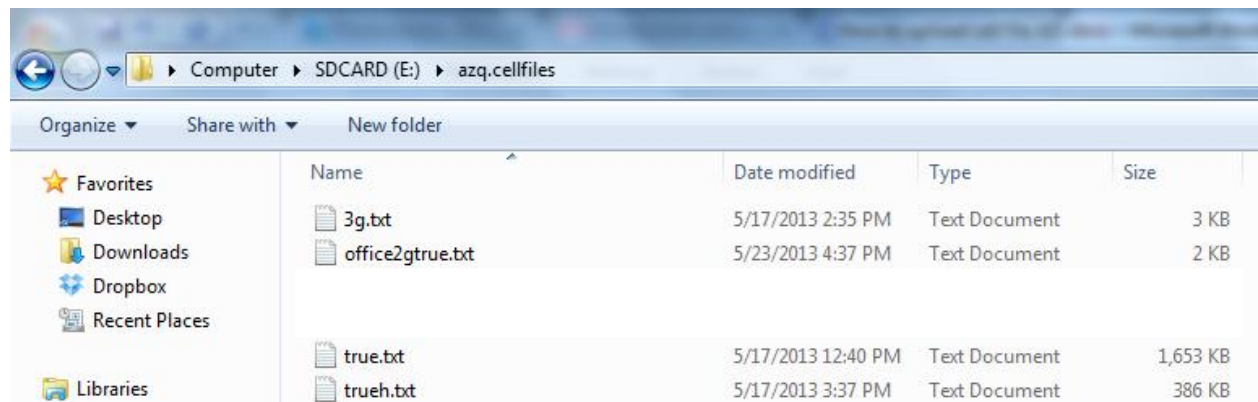 Computer SDCARD (E:) azq.cellfiles
Organize Share with New folder
Name Date modified Type Size
Favorites
Desktop
Downloads
Dropbox
Recent Places
Libraries
3g.txt 5/17/2013 2:35 PM Text Document 3 KB
office2gtrue.txt 5/23/2013 4:37 PM Text Document 2 KB
true.txt 5/17/2013 12:40 PM Text Document 1,653 KB
trueh.txt 5/17/2013 3:37 PM Text Document 386 KB